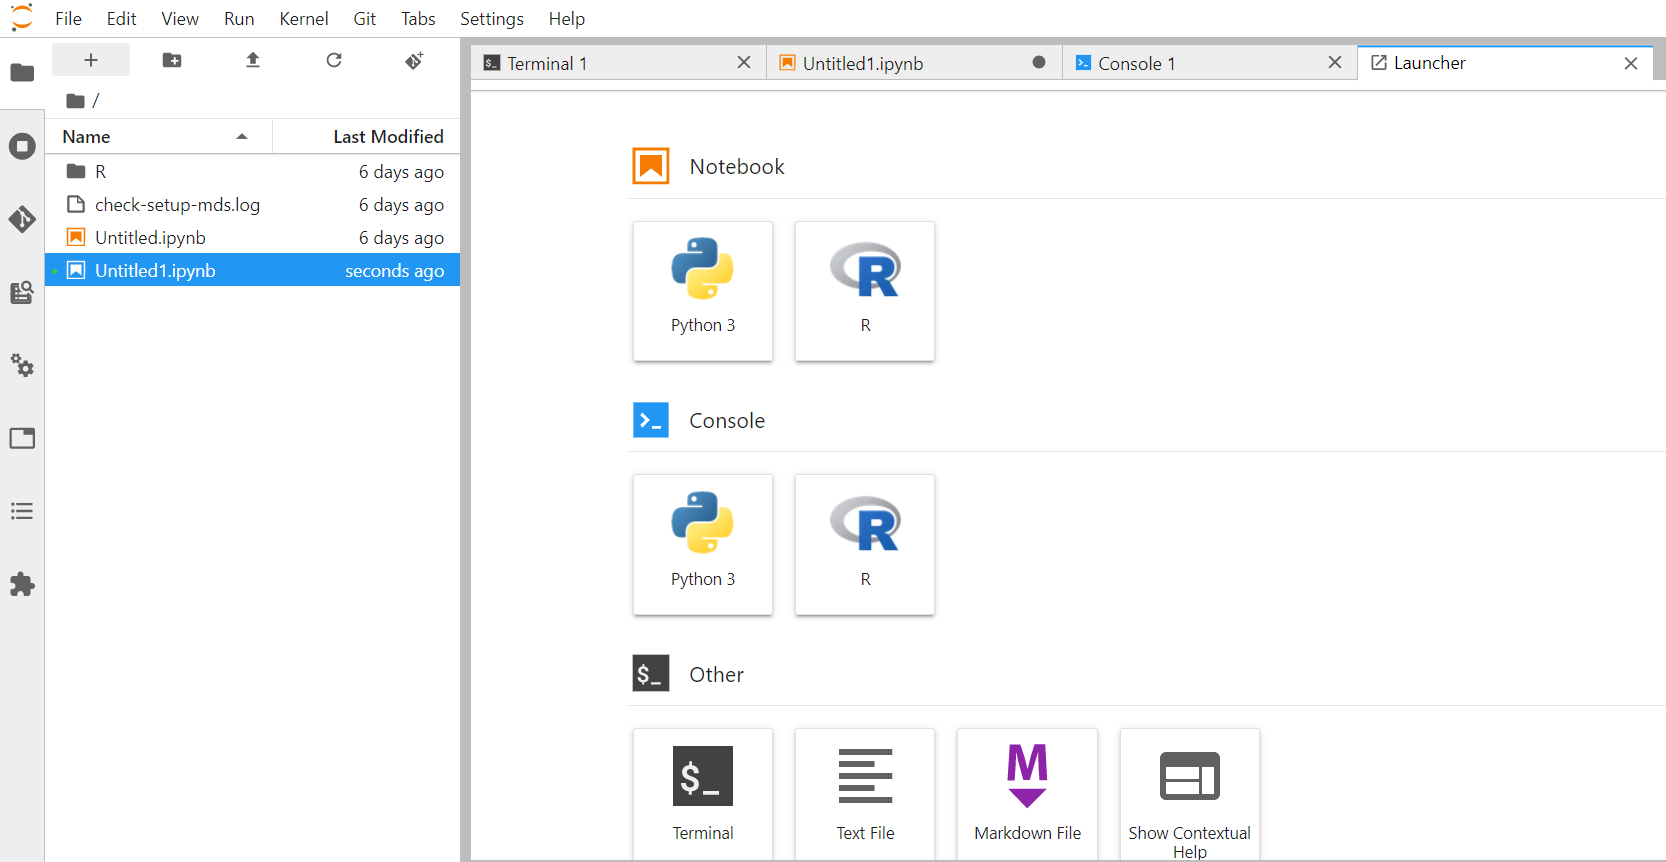 File Edit View Run Kernel Git Tabs Settings Help
Terminal 1 Untitled1.ipynb Console 1 Launcher
/
Name Last Modified
R 6 days ago
check-setup-mds.log 6 days ago
Untitled.ipynb 6 days ago
Untitled1.ipynb seconds ago
Notebook
Python 3 R
Console
Python 3 R
$_ Other
$_ M
Terminal Text File Markdown File Show Contextual
Help